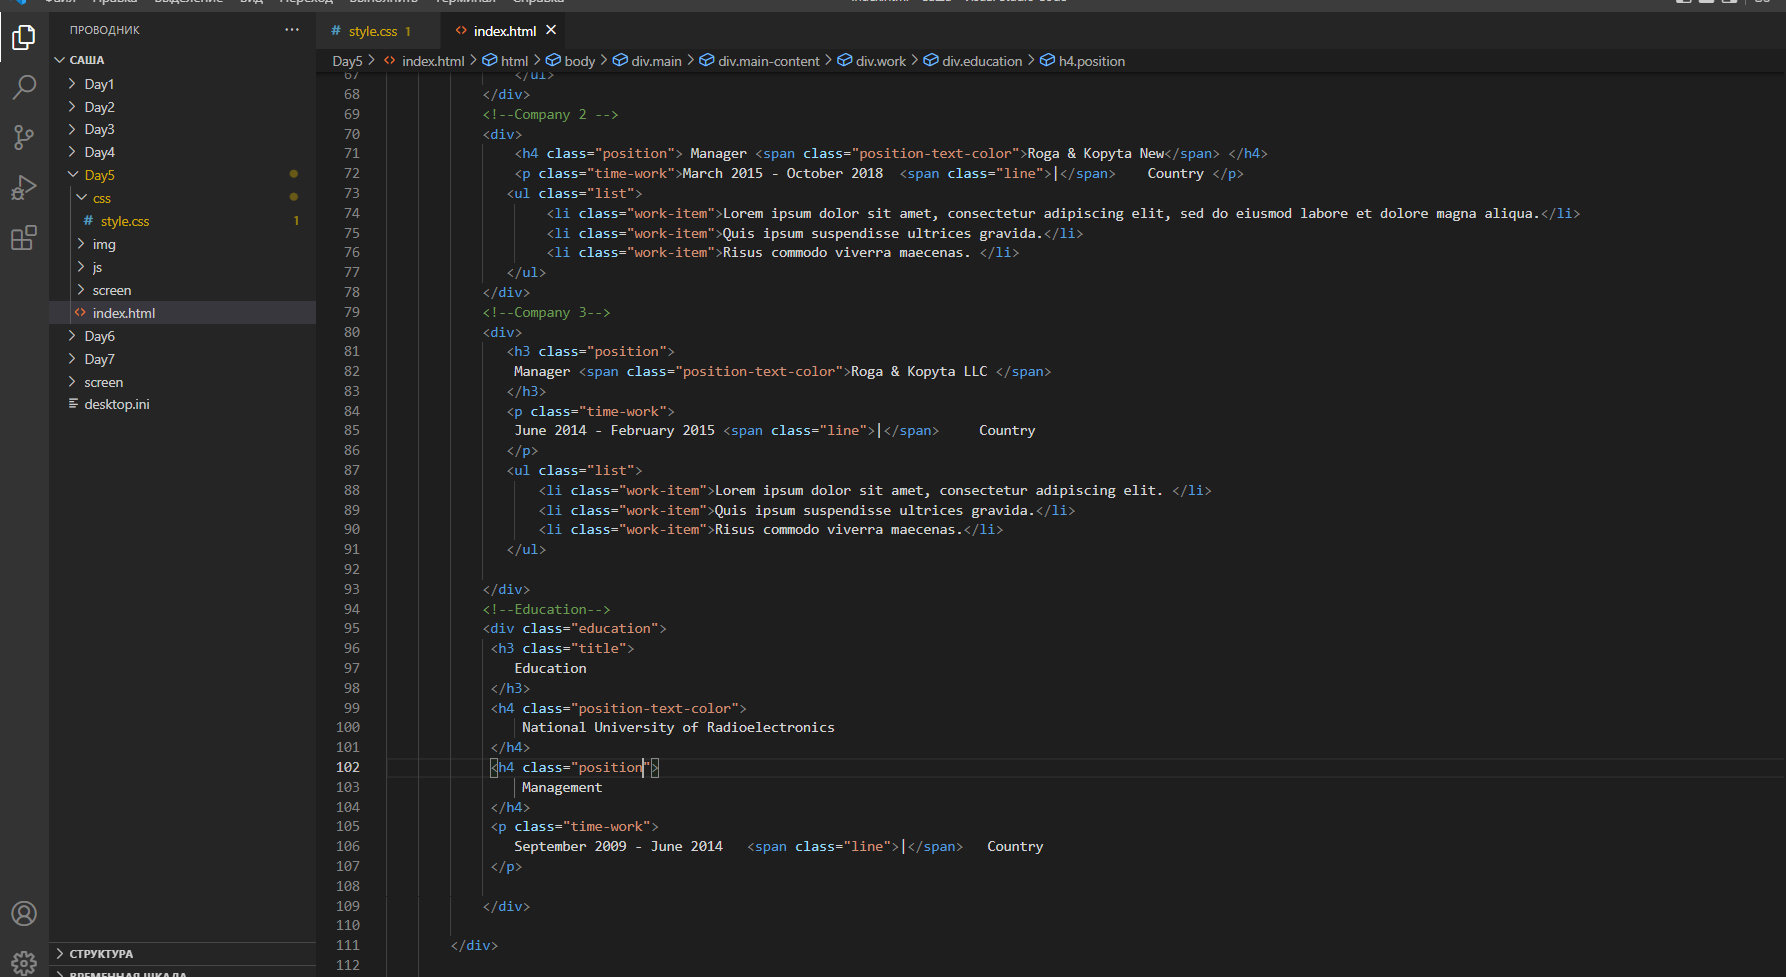 Файл Правка Выделение Вид Переход Выполнить Терминал Справка
ПРОВОДНИК ···
САША
Day1
Day2
Day3
Day4
Day5
css
# style.css 1
img
js
screen
<> index.html
Day6
Day7
screen
desktop.ini
СТРУКТУРА
ВРЕМЕННАЯ ШКАЛА
# style.css 1 <> index.html ×
Day5 > <> index.html > html > body > div.main > div.main-content > div.work > div.education > h4.position
67 </ul>
68 </div>
69 <!--Company 2 -->
70 <div>
71 <h4 class="position"> Manager <span class="position-text-color">Roga & Kopyta New</span> </h4>
72 <p class="time-work">March 2015 - October 2018 <span class="line">|</span> Country </p>
73 <ul class="list">
74 <li class="work-item">Lorem ipsum dolor sit amet, consectetur adipiscing elit, sed do eiusmod labore et dolore magna aliqua.</li>
75 <li class="work-item">Quis ipsum suspendisse ultrices gravida.</li>
76 <li class="work-item">Risus commodo viverra maecenas. </li>
77 </ul>
78 </div>
79 <!--Company 3-->
80 <div>
81 <h3 class="position">
82 Manager <span class="position-text-color">Roga & Kopyta LLC </span>
83 </h3>
84 <p class="time-work">
85 June 2014 - February 2015 <span class="line">|</span> Country
86 </p>
87 <ul class="list">
88 <li class="work-item">Lorem ipsum dolor sit amet, consectetur adipiscing elit. </li>
89 <li class="work-item">Quis ipsum suspendisse ultrices gravida.</li>
90 <li class="work-item">Risus commodo viverra maecenas.</li>
91 </ul>
92
93 </div>
94 <!--Education-->
95 <div class="education">
96 <h3 class="title">
97 Education
98 </h3>
99 <h4 class="position-text-color">
100 National University of Radioelectronics
101 </h4>
102 <h4 class="position">
103 Management
104 </h4>
105 <p class="time-work">
106 September 2009 - June 2014 <span class="line">|</span> Country
107 </p>
108
109 </div>
110
111 </div>
112